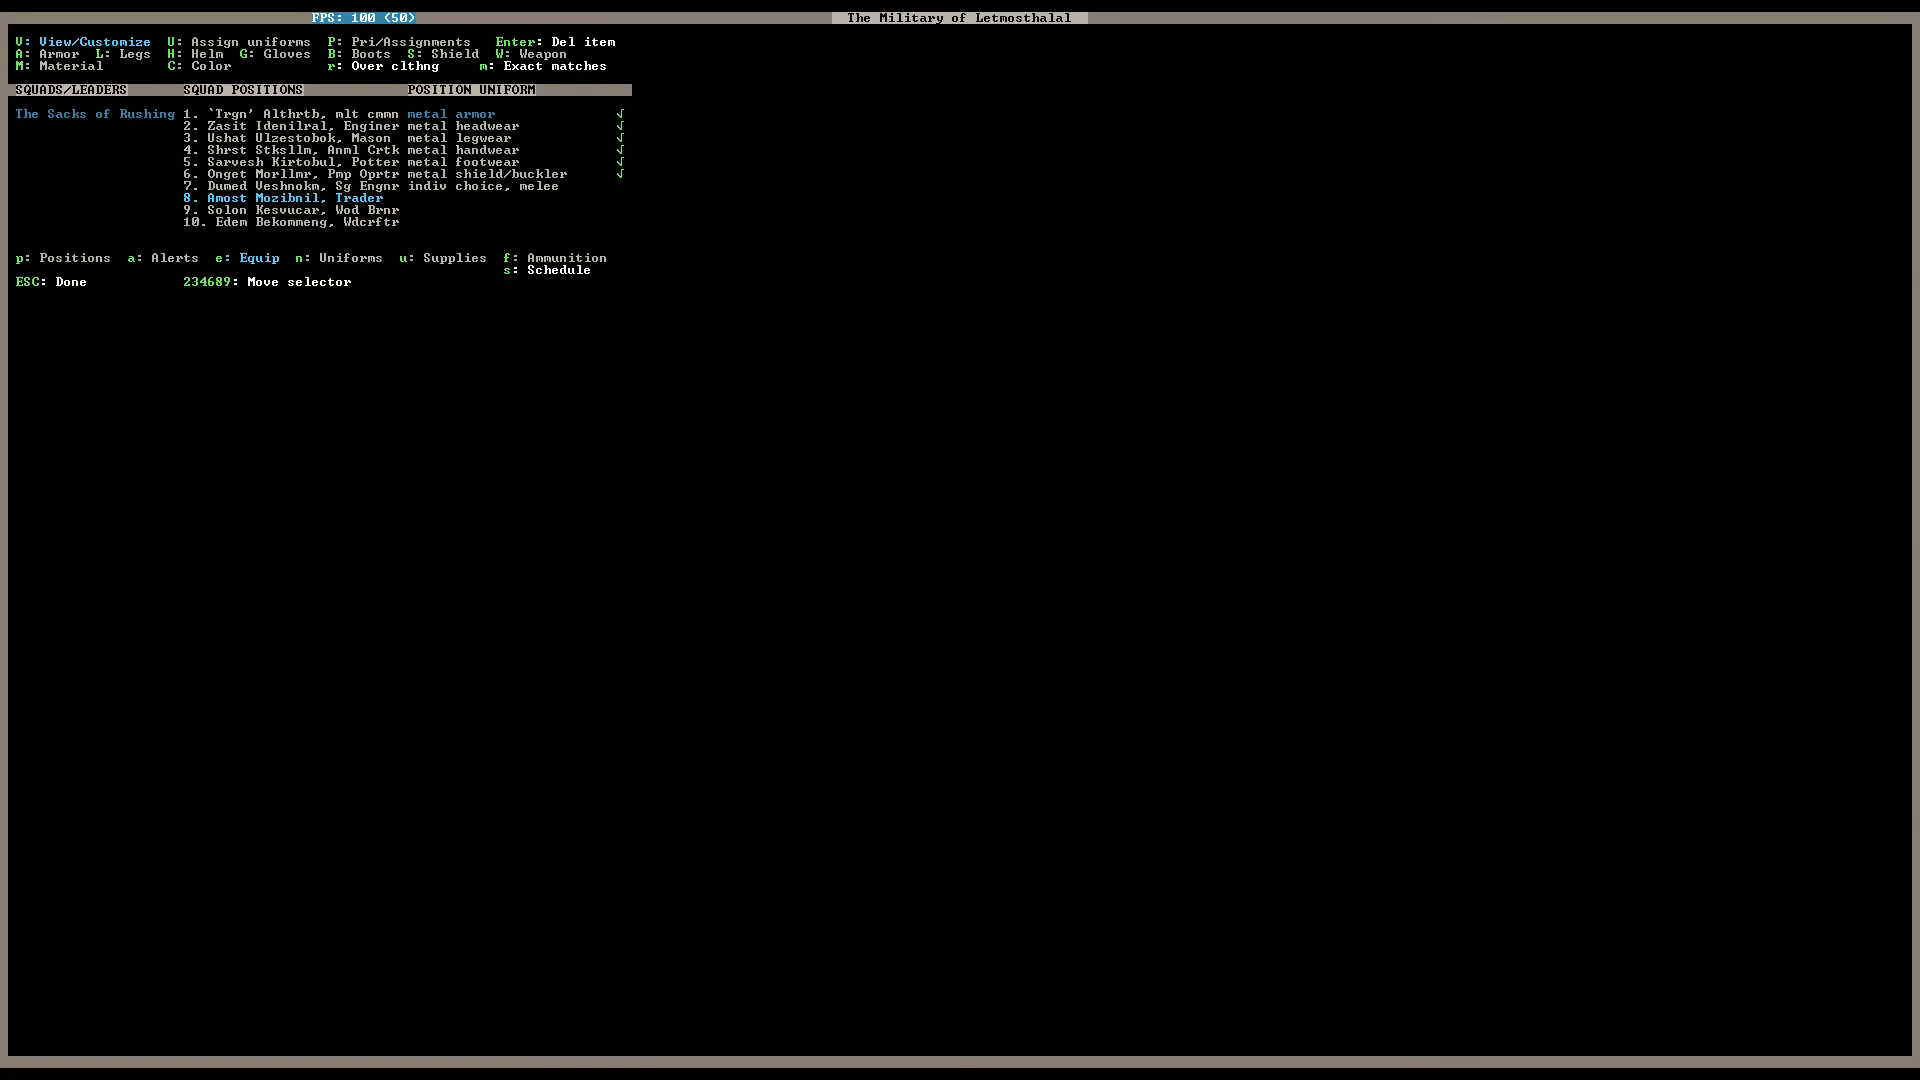 FPS: 100 (50) The Military of Letmosthalal
V: View/Customize U: Assign uniforms P: Pri/Assignments Enter: Del item
A: Armor L: Legs H: Helm G: Gloves B: Boots S: Shield W: Weapon
M: Material C: Color r: Over clthng m: Exact matches
SQUADS/LEADERS SQUAD POSITIONS POSITION UNIFORM
The Sacks of Rushing 1. `Trgn' Althrtb, mlt cmmn metal armor √
2. Zasit Idenilral, Enginer metal headwear √
3. Ushat Ulzestobok, Mason metal legwear √
4. Shrst Stksllm, Anml Crtk metal handwear √
5. Sarvesh Kirtobul, Potter metal footwear √
6. Onget Morllmr, Pmp Oprtr metal shield/buckler √
7. Dumed Veshnokm, Sg Engnr indiv choice, melee
8. Amost Mozibnil, Trader
9. Solon Kesvucar, Wod Brnr
10. Edem Bekommeng, Wdcrftr
p: Positions a: Alerts e: Equip n: Uniforms u: Supplies f: Ammunition
s: Schedule
ESC: Done 234689: Move selector